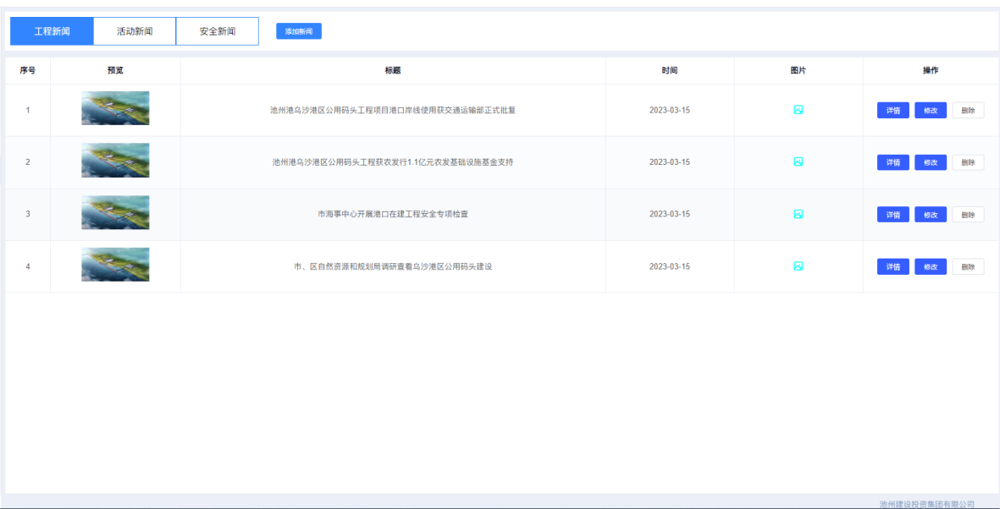 工程新闻 活动新闻 安全新闻 添加新闻
序号 预览 标题 时间 图片 操作
1 池州港乌沙港区公用码头工程项目港口岸线使用获交通运输部正式批复 2023-03-15 详情 修改 删除
2 池州港乌沙港区公用码头工程获农发行1.1亿元农发基础设施基金支持 2023-03-15 详情 修改 删除
3 市海事中心开展港口在建工程安全专项检查 2023-03-15 详情 修改 删除
4 市、区自然资源和规划局调研查看乌沙港区公用码头建设 2023-03-15 详情 修改 删除
池州建设投资集团有限公司